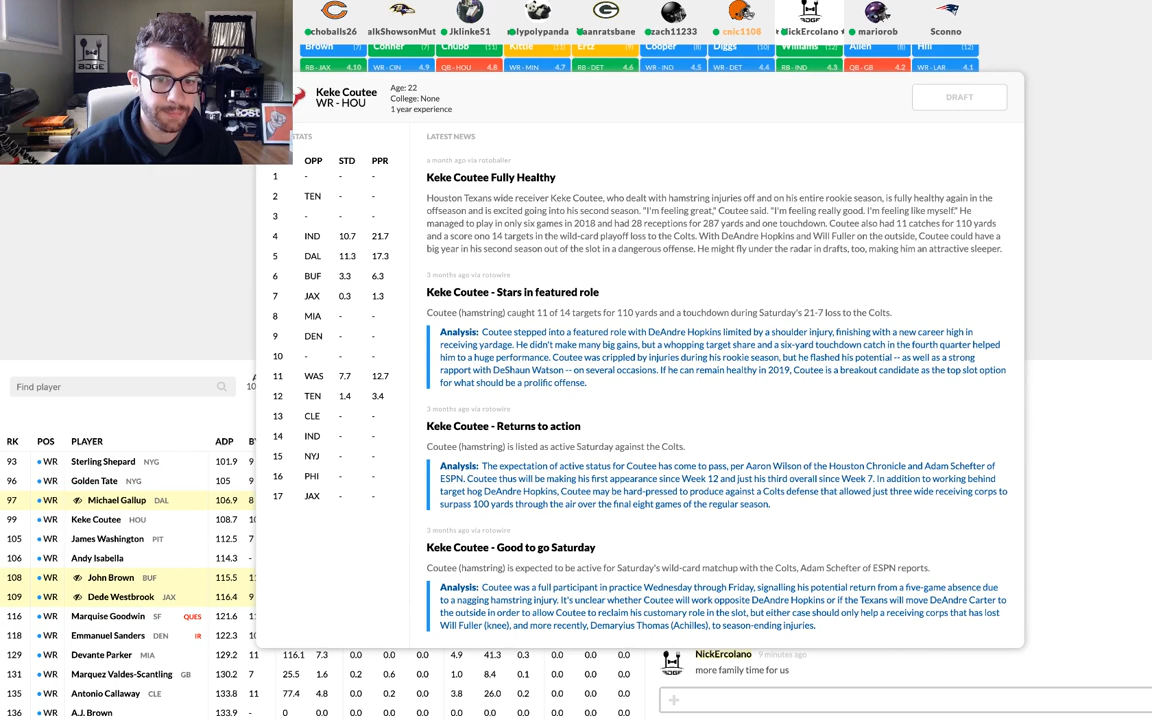 choballs26 alkShowsonMut Jklinke51 olypolypanda Vaanratsbane zach11233 cnic1108 NickErcolano mariorob Sconno
Brown (7) Conner (7) Chubb (11) Kittle (11) Ertz (9) Cooper (8) Diggs (10) Williams (12) Allen (8) Hill (12)
RB - JAX 4.10 WR - CIN 4.9 QB - HOU 4.8 WR - MIN 4.7 RB - DET 4.6 WR - IND 4.5 WR - DET 4.4 RB - IND 4.3 QB - GB 4.2 WR - LAR 4.1
Keke Coutee
WR - HOU
Age: 22
College: None
1 year experience
DRAFT
STATS
OPP STD PPR
1 - - -
2 TEN - -
3 - - -
4 IND 10.7 21.7
5 DAL 11.3 17.3
6 BUF 3.3 6.3
7 JAX 0.3 1.3
8 MIA - -
9 DEN - -
10 - - -
11 WAS 7.7 12.7
12 TEN 1.4 3.4
13 CLE - -
14 IND - -
15 NYJ - -
16 PHI - -
17 JAX - -
LATEST NEWS
a month ago via rotoballer
Keke Coutee Fully Healthy
Houston Texans wide receiver Keke Coutee, who dealt with hamstring injuries off and on his entire rookie season, is fully healthy again in the
offseason and is excited going into his second season. "I'm feeling great," Coutee said. "I'm feeling really good. I'm feeling like myself." He
managed to play in only six games in 2018 and had 28 receptions for 287 yards and one touchdown. Coutee also had 11 catches for 110 yards
and a score ono 14 targets in the wild-card playoff loss to the Colts. With DeAndre Hopkins and Will Fuller on the outside, Coutee could have a
big year in his second season out of the slot in a dangerous offense. He might fly under the radar in drafts, too, making him an attractive sleeper.
3 months ago via rotowire
Keke Coutee - Stars in featured role
Coutee (hamstring) caught 11 of 14 targets for 110 yards and a touchdown during Saturday's 21-7 loss to the Colts.
Analysis: Coutee stepped into a featured role with DeAndre Hopkins limited by a shoulder injury, finishing with a new career high in
receiving yardage. He didn't make many big gains, but a whopping target share and a six-yard touchdown catch in the fourth quarter helped
him to a huge performance. Coutee was crippled by injuries during his rookie season, but he flashed his potential -- as well as a strong
rapport with DeShaun Watson -- on several occasions. If he can remain healthy in 2019, Coutee is a breakout candidate as the top slot option
for what should be a prolific offense.
3 months ago via rotowire
Keke Coutee - Returns to action
Coutee (hamstring) is listed as active Saturday against the Colts.
Analysis: The expectation of active status for Coutee has come to pass, per Aaron Wilson of the Houston Chronicle and Adam Schefter of
ESPN. Coutee thus will be making his first appearance since Week 12 and just his third overall since Week 7. In addition to working behind
target hog DeAndre Hopkins, Coutee may be hard-pressed to produce against a Colts defense that allowed just three wide receiving corps to
surpass 100 yards through the air over the final eight games of the regular season.
3 months ago via rotowire
Keke Coutee - Good to go Saturday
Coutee (hamstring) is expected to be active for Saturday's wild-card matchup with the Colts, Adam Schefter of ESPN reports.
Analysis: Coutee was a full participant in practice Wednesday through Friday, signalling his potential return from a five-game absence due
to a nagging hamstring injury. It's unclear whether Coutee will work opposite DeAndre Hopkins or if the Texans will move DeAndre Carter to
the outside in order to allow Coutee to reclaim his customary role in the slot, but either case should only help a receiving corps that has lost
Will Fuller (knee), and more recently, Demaryius Thomas (Achilles), to season-ending injuries.
Find player
RK POS PLAYER ADP
93 WR Sterling Shepard NYG 101.9 9
96 WR Golden Tate NYG 105 9
97 WR Michael Gallup DAL 106.9 8
99 WR Keke Coutee HOU 108.7 10
105 WR James Washington PIT 112.5 7
106 WR Andy Isabella 114.3 -
108 WR John Brown BUF 115.5 11
109 WR Dede Westbrook JAX 116.4 9
116 WR Marquise Goodwin SF QUES 121.6 11
118 WR Emmanuel Sanders DEN IR 122.3 10
129 WR Devante Parker MIA 129.2 11 116.1 7.3 0.0 0.0 0.0 4.9 41.3 0.3 0.0 0.0 0.0
131 WR Marquez Valdes-Scantling GB 130.2 7 25.5 1.6 0.2 0.6 0.0 1.0 8.4 0.1 0.0 0.0 0.0
135 WR Antonio Callaway CLE 133.8 11 77.4 4.8 0.0 0.2 0.0 3.8 26.0 0.2 0.0 0.0 0.0
136 WR A.J. Brown 133.9 - 0 0.0 0.0 0.0 0.0 0.0 0.0 0.0 0.0 0.0 0.0
NickErcolano 9 minutes ago
more family time for us